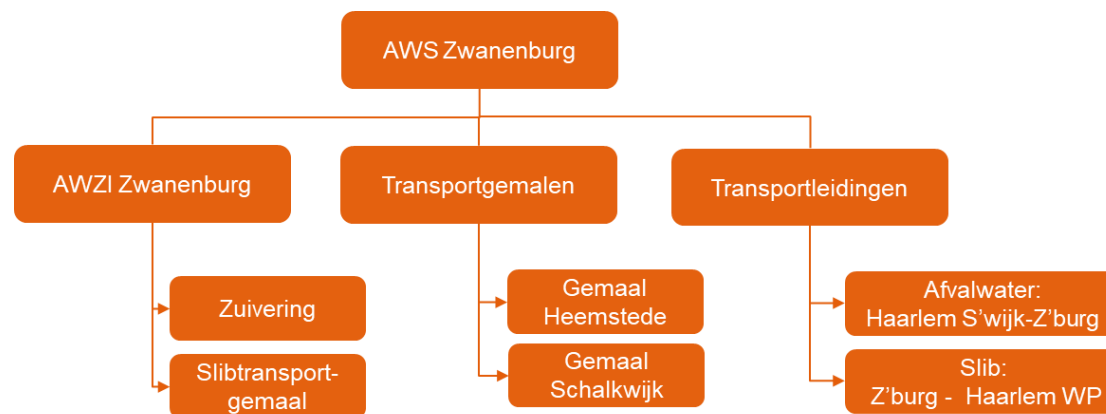 AWS Zwanenburg
AWZI Zwanenburg
Transportgemalen
Transportleidingen
Zuivering
Slibtransport-
gemaal
Gemaal
Heemstede
Gemaal
Schalkwijk
Afvalwater:
Haarlem S'wijk-Z'burg
Slib:
Z'burg - Haarlem WP